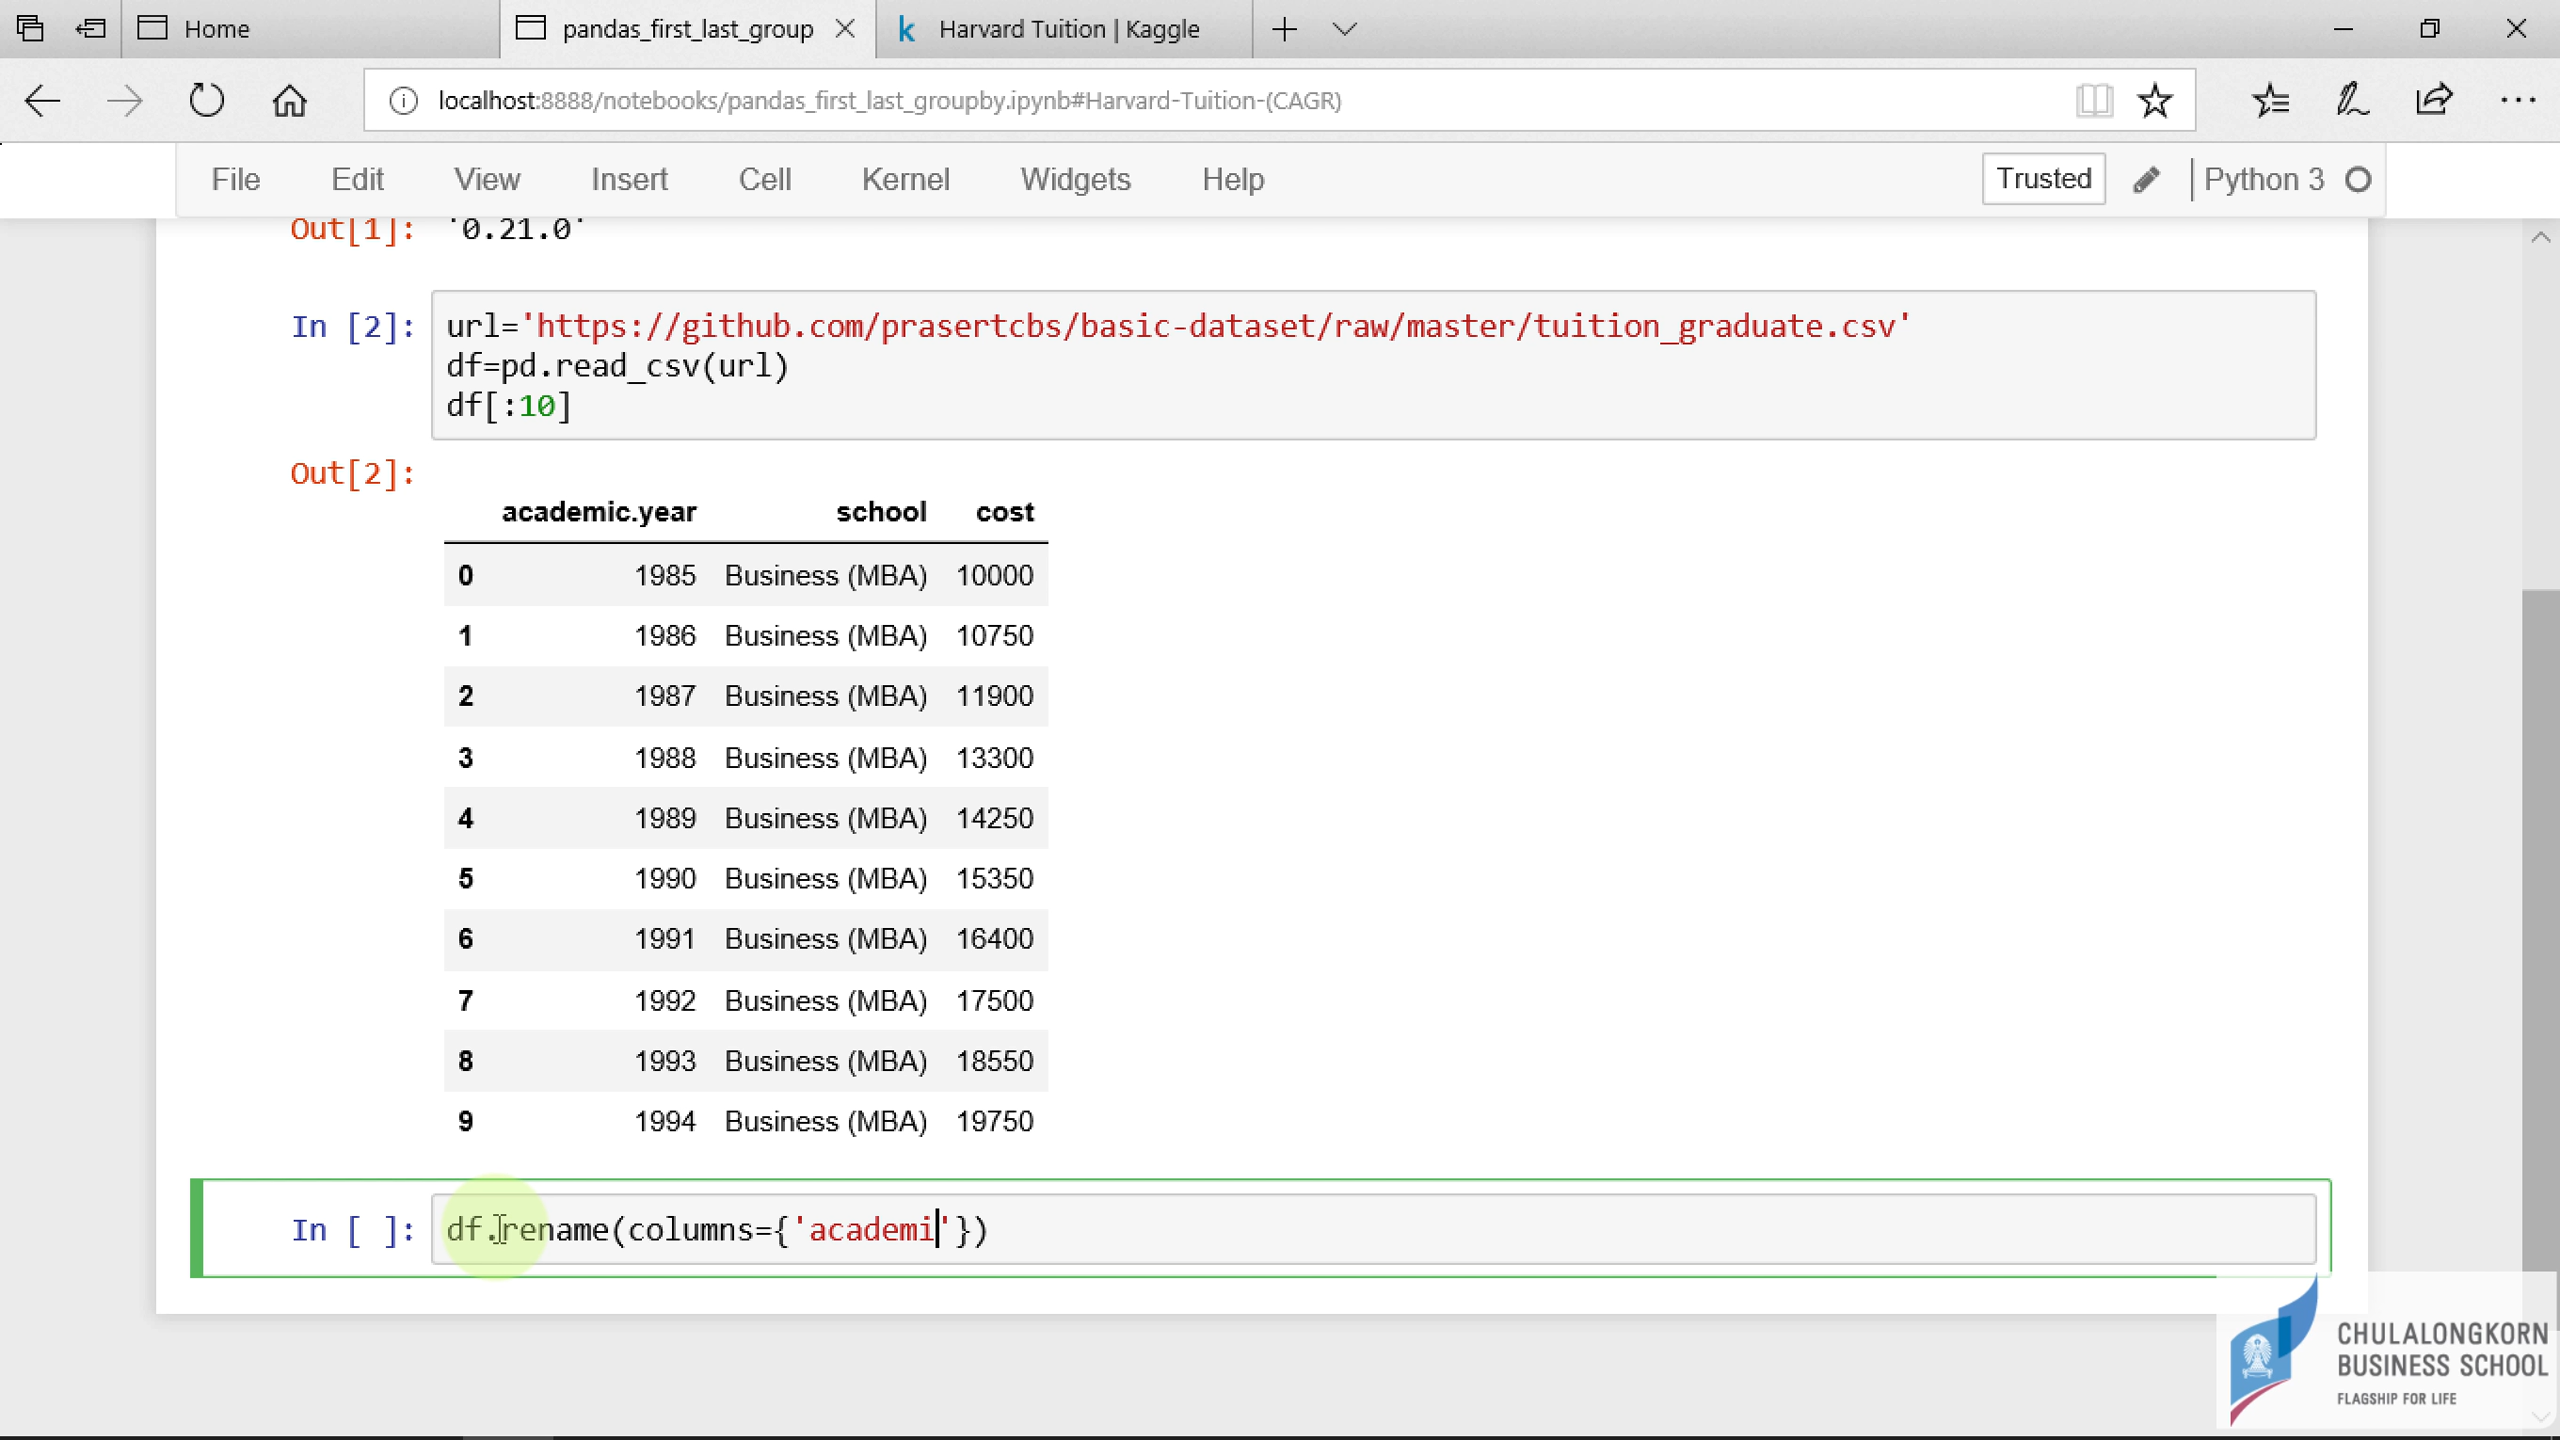 Home
pandas_first_last_group
Harvard Tuition | Kaggle
localhost:8888/notebooks/pandas_first_last_groupby.ipynb#Harvard-Tuition-(CAGR)
File Edit View Insert Cell Kernel Widgets Help Trusted Python 3
Out[1]: '0.21.0'
In [2]: url='https://github.com/prasertcbs/basic-dataset/raw/master/tuition_graduate.csv'
df=pd.read_csv(url)
df[:10]
Out[2]:
academic.year school cost
0 1985 Business (MBA) 10000
1 1986 Business (MBA) 10750
2 1987 Business (MBA) 11900
3 1988 Business (MBA) 13300
4 1989 Business (MBA) 14250
5 1990 Business (MBA) 15350
6 1991 Business (MBA) 16400
7 1992 Business (MBA) 17500
8 1993 Business (MBA) 18550
9 1994 Business (MBA) 19750
In [ ]: df.rename(columns={'academi'})
CHULALONGKORN
BUSINESS SCHOOL
FLAGSHIP FOR LIFE